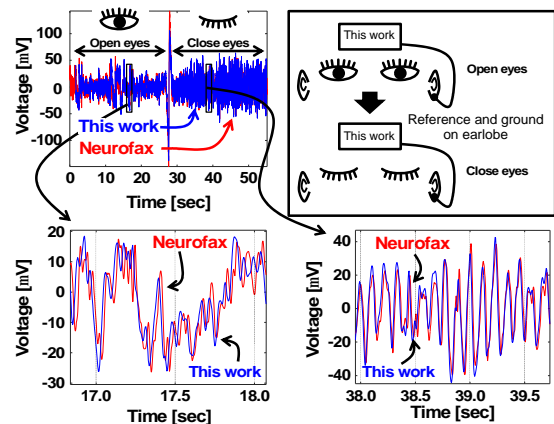 Open eyes Close eyes
Voltage [mV]
100
50
0
-50
-100
This work
Neurofax
0 10 20 30 40 50
Time [sec]
This work
Open eyes
Reference and ground
on earlobe
This work
Close eyes
Voltage [mV]
20
10
0
-10
-20
-30
Neurofax
This work
17.0 17.5 18.0
Time [sec]
Voltage [mV]
40
20
0
-20
-40
Neurofax
This work
38.0 38.5 39.0 39.5
Time [sec]